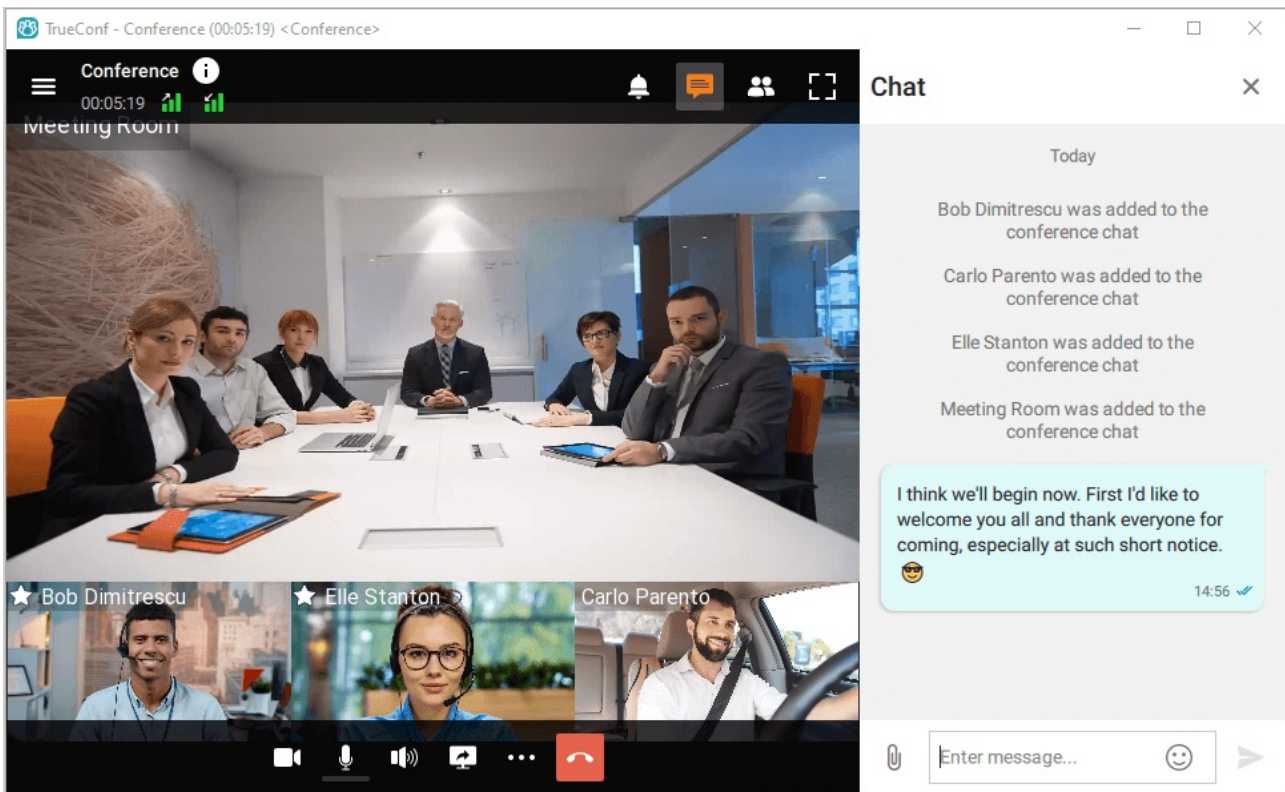 TrueConf - Conference (00:05:19) <Conference>
Conference
00:05:19
Meeting Room
Bob Dimitrescu
Elle Stanton
Carlo Parento
Chat
Today
Bob Dimitrescu was added to the
conference chat
Carlo Parento was added to the
conference chat
Elle Stanton was added to the
conference chat
Meeting Room was added to the
conference chat
I think we'll begin now. First I'd like to
welcome you all and thank everyone for
coming, especially at such short notice.
😎
14:56
Enter message...